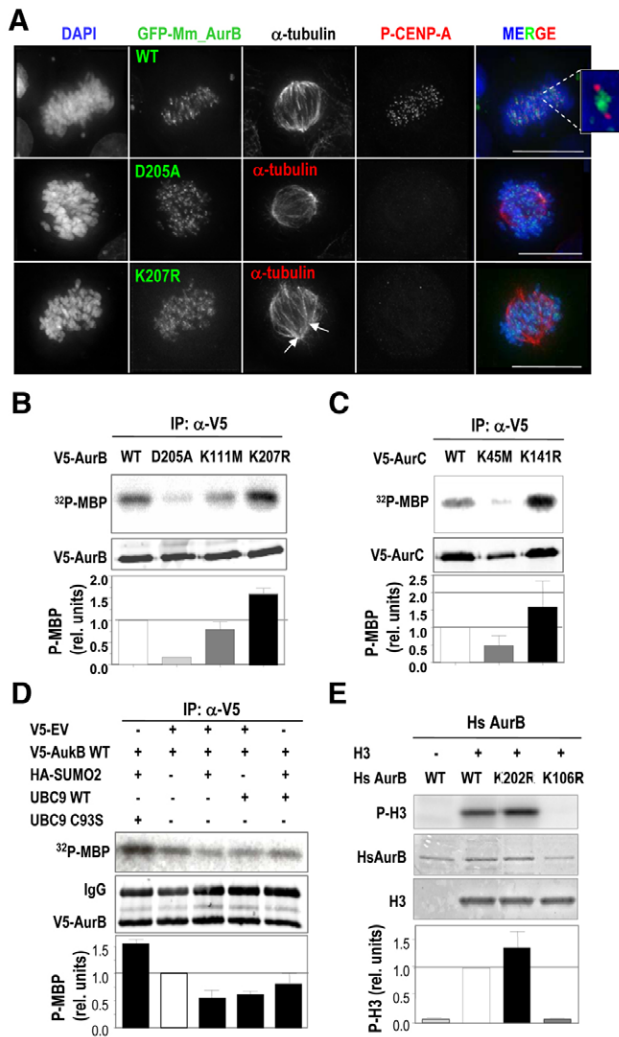 A
DAPI GFP-Mm_AurB α-tubulin P-CENP-A MERGE
WT
D205A α-tubulin
K207R α-tubulin
B
IP: α-V5
V5-AurB WT D205A K111M K207R
32P-MBP
V5-AurB
P-MBP
(rel. units)
2.0
1.5
1.0
0.5
0.0
C
IP: α-V5
V5-AurC WT K45M K141R
32P-MBP
V5-AurC
P-MBP
(rel. units)
2.5
2.0
1.5
1.0
0.5
0.0
D
IP: α-V5
V5-EV - + + + -
V5-AukB WT + + + + +
HA-SUMO2 + - + - +
UBC9 WT - - - + +
UBC9 C93S + - - - -
32P-MBP
IgG
V5-AurB
P-MBP
(rel. units)
1.5
1.0
0.5
0.0
E
Hs AurB
H3 - + + +
Hs AurB WT WT K202R K106R
P-H3
HsAurB
H3
P-H3 (rel. units)
1.5
1.0
0.5
0.0